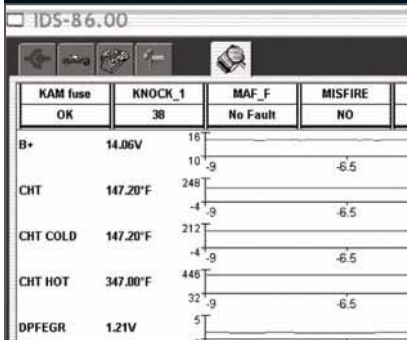 IDS-86.00
KAM fuse KNOCK_1 MAF_F MISFIRE
OK 38 No Fault NO
B+ 14.06V 16
10 -9 -6.5
CHT 147.20°F 248
-4 -9 -6.5
CHT COLD 147.20°F 212
-4 -9 -6.5
CHT HOT 347.00°F 446
32 -9 -6.5
DPFEGR 1.21V 5